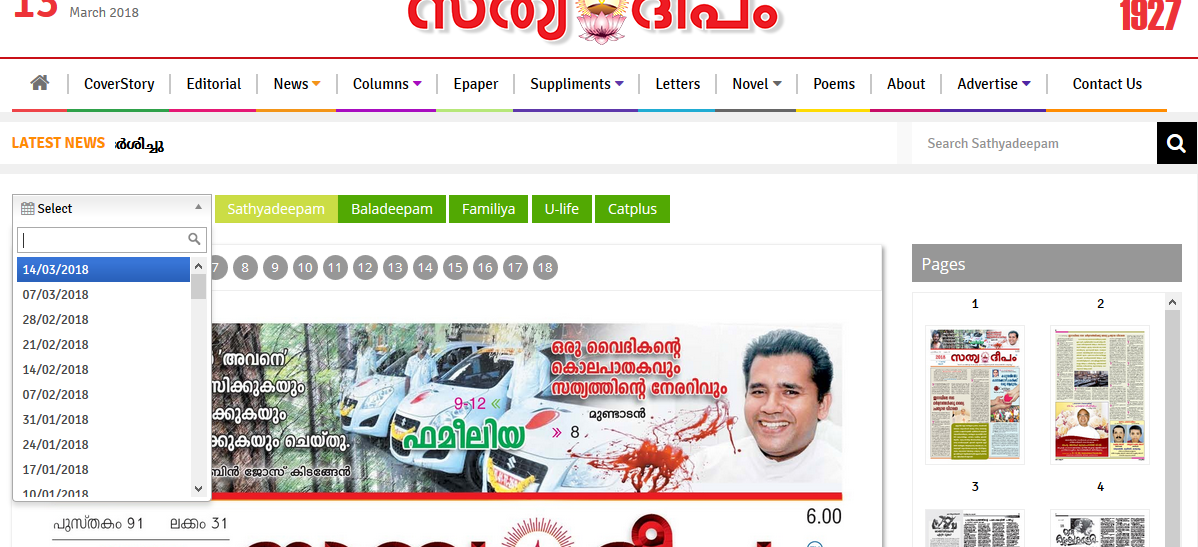 13 March 2018
സത്യദീപം
1927
CoverStory Editorial News Columns Epaper Suppliments Letters Novel Poems About Advertise Contact Us
LATEST NEWS ർശിച്ചു
Search Sathyadeepam
Select
Sathyadeepam Baladeepam Familiya U-life Catplus
7 8 9 10 11 12 13 14 15 16 17 18
Pages
14/03/2018
07/03/2018
28/02/2018
21/02/2018
14/02/2018
07/02/2018
31/01/2018
24/01/2018
17/01/2018
10/01/2018
1 2
3 4
'അവനെ'
സിക്കുകയും
ക്കുകയും
ക്കുകയും ചെയ്തു.
ബിൻ ജോസ് കിടങ്ങേൻ
9-12 «
ഫമീലിയ
» 8
ഒരു വൈദികന്റെ
കൊലപാതകവും
സത്യത്തിന്റെ നേരറിവും
മുണ്ടാടൻ
പുസ്തകം 91 ലക്കം 31
6.00